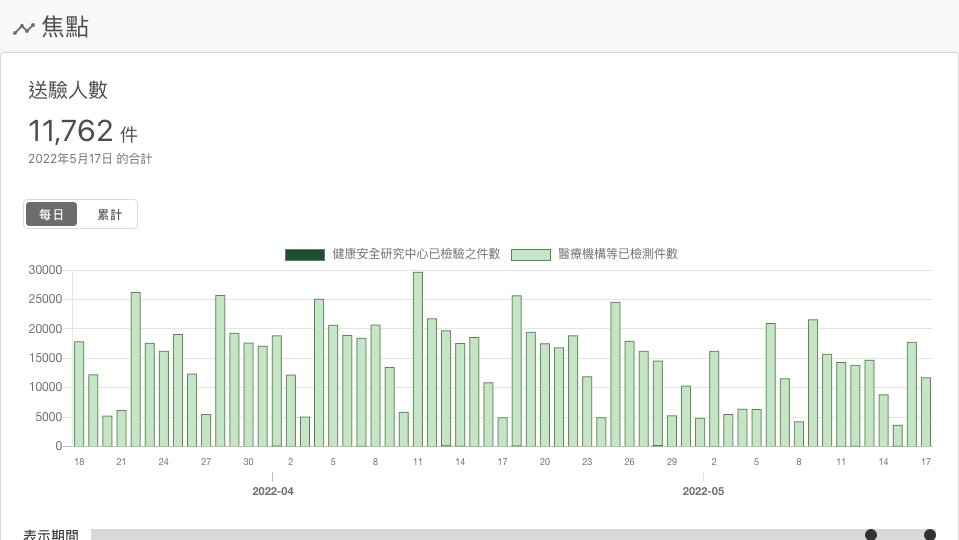 焦點
送驗人數
11,762 件
2022年5月17日 的合計
每日 累計
健康安全研究中心已檢驗之件數 醫療機構等已檢測件數
30000
25000
20000
15000
10000
5000
0
18 21 24 27 30 2 5 8 11 14 17 20 23 26 29 2 5 8 11 14 17
2022-04 2022-05
表示期間